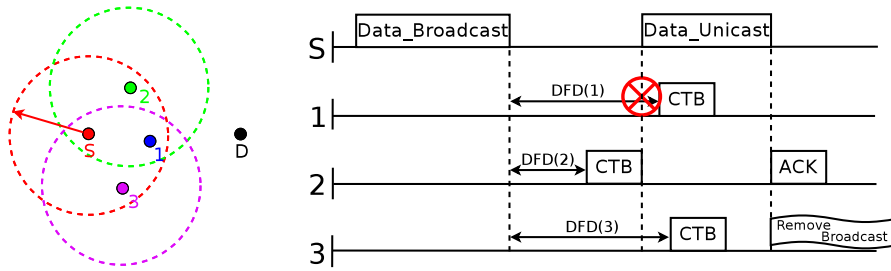 2
S
1
D
3
S
Data_Broadcast
Data_Unicast
1
DFD(1)
CTB
2
DFD(2)
CTB
ACK
3
DFD(3)
CTB
Remove
Broadcast